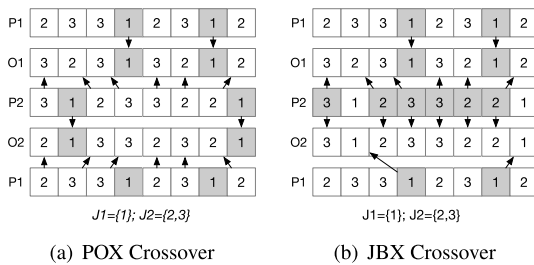 P1 2 3 3 1 2 3 1 2
O1 3 2 3 1 3 2 1 2
P2 3 1 2 3 3 2 2 1
O2 2 1 3 3 2 3 2 1
P1 2 3 3 1 2 3 1 2
J1={1}; J2={2,3}
(a) POX Crossover
P1 2 3 3 1 2 3 1 2
O1 3 2 3 1 3 2 1 2
P2 3 1 2 3 3 2 2 1
O2 3 1 2 3 3 2 2 1
P1 2 3 3 1 2 3 1 2
J1={1}; J2={2,3}
(b) JBX Crossover